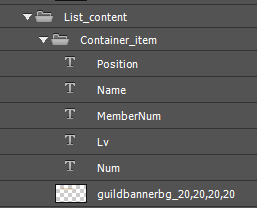 List_content
Container_item
Position
Name
MemberNum
Lv
Num
guildbannerbg_20,20,20,20